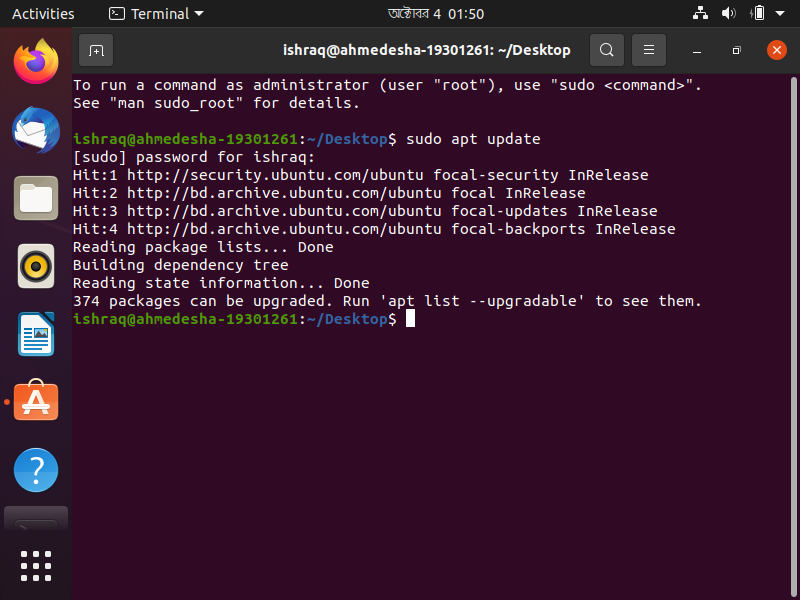 Activities Terminal অক্টোবর 4 01:50
ishraq@ahmedesha-19301261: ~/Desktop
To run a command as administrator (user "root"), use "sudo <command>".
See "man sudo_root" for details.
ishraq@ahmedesha-19301261:~/Desktop$ sudo apt update
[sudo] password for ishraq:
Hit:1 http://security.ubuntu.com/ubuntu focal-security InRelease
Hit:2 http://bd.archive.ubuntu.com/ubuntu focal InRelease
Hit:3 http://bd.archive.ubuntu.com/ubuntu focal-updates InRelease
Hit:4 http://bd.archive.ubuntu.com/ubuntu focal-backports InRelease
Reading package lists... Done
Building dependency tree
Reading state information... Done
374 packages can be upgraded. Run 'apt list --upgradable' to see them.
ishraq@ahmedesha-19301261:~/Desktop$